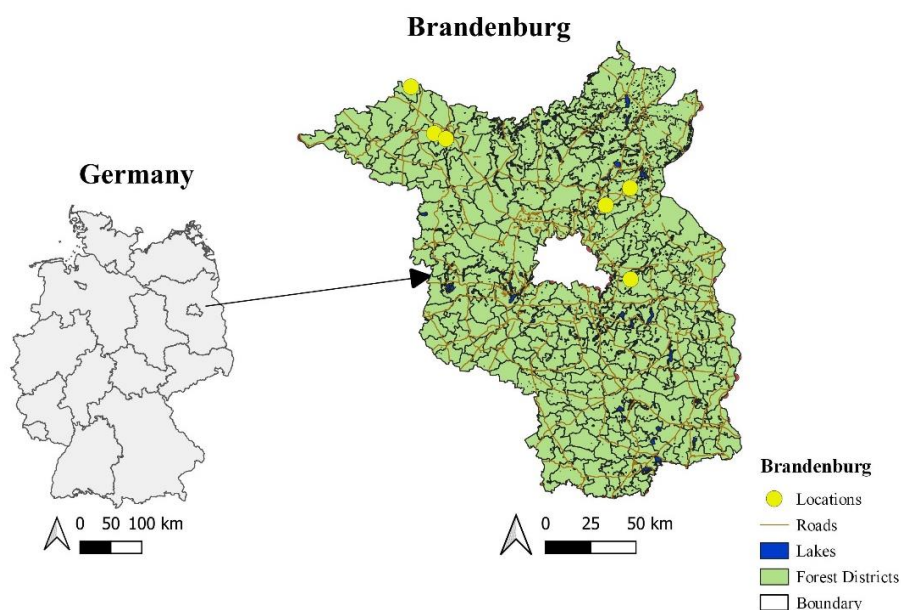 Brandenburg
Germany
0 50 100 km
0 25 50 km
Brandenburg
Locations
Roads
Lakes
Forest Districts
Boundary